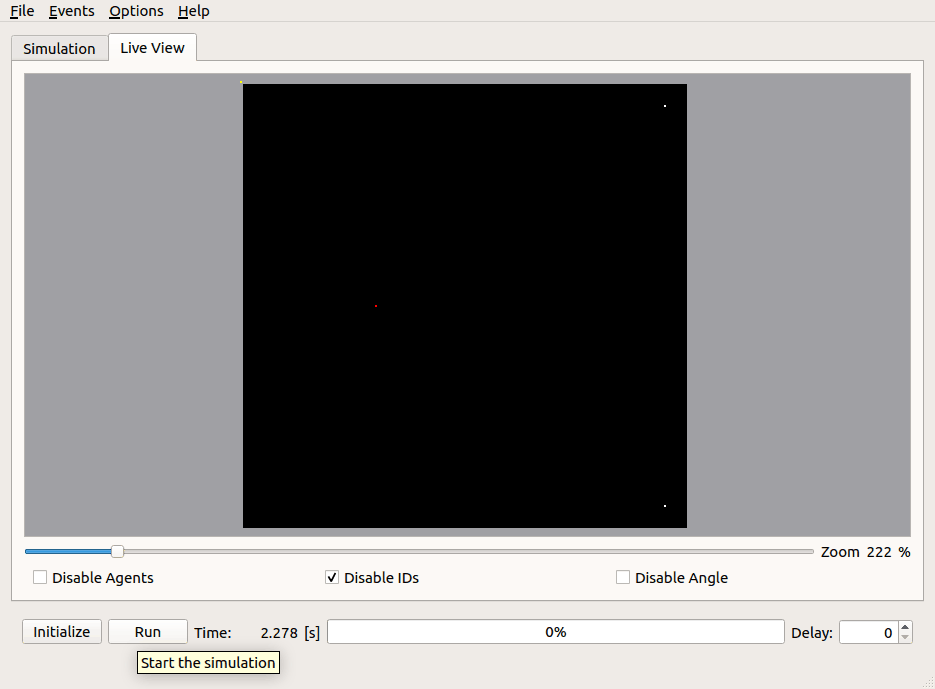 File Events Options Help
Simulation Live View
Zoom 222 %
Disable Agents Disable IDs Disable Angle
Initialize Run Time: 2.278 [s] 0% Delay: 0
Start the simulation